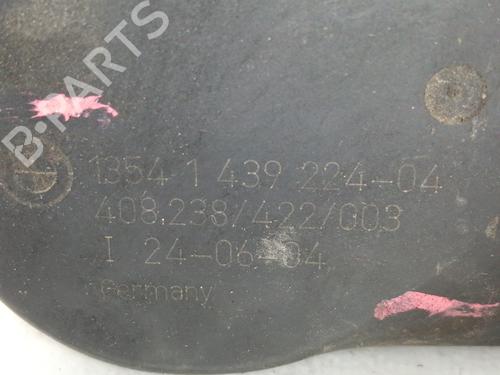 B-PARTS
1354 1 439 224-04
408.238/422/003
I 24-06-04
Germany